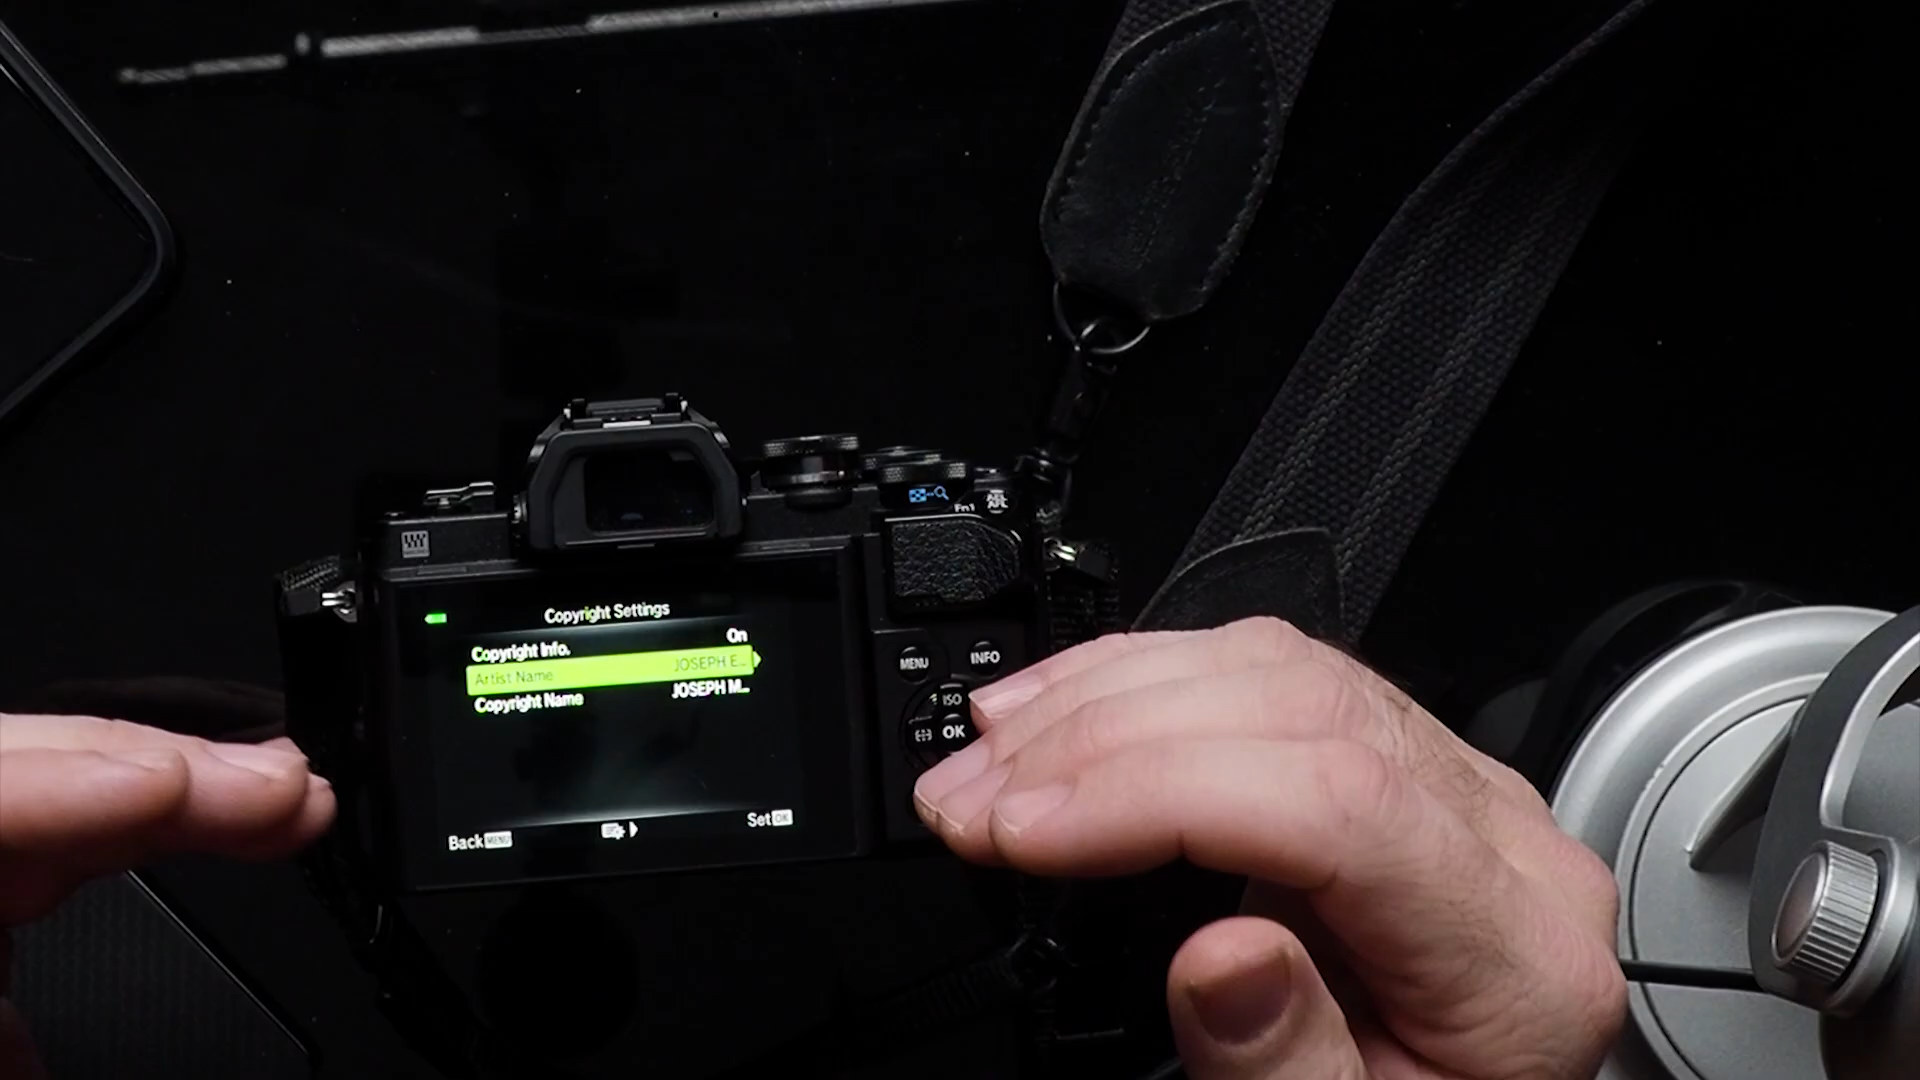 AEL
AFL
Fn1
Copyright Settings
Copyright Info. On
Artist Name JOSEPH E...
Copyright Name JOSEPH M...
Back MENU
Set OK
MENU
INFO
ISO
OK